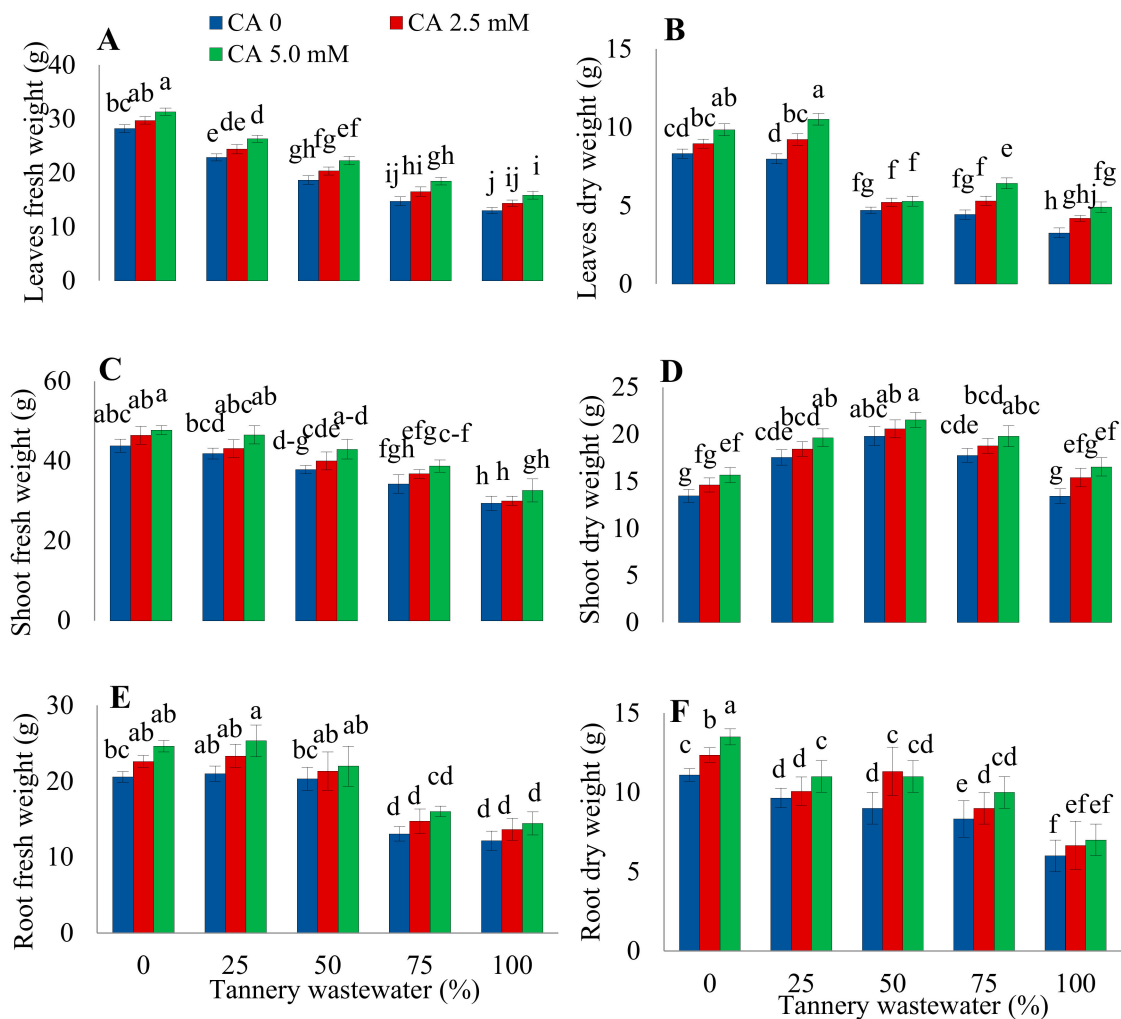 CA 0
CA 2.5 mM
CA 5.0 mM
A
Leaves fresh weight (g)
40
30
20
10
0
bc ab a
e de d
gh fg ef
ij hi gh
j ij i
B
Leaves dry weight (g)
15
10
5
0
cd bc ab
d bc a
fg f f
fg f e
h ghj fg
C
Shoot fresh weight (g)
60
40
20
0
abc ab a
bcd abc ab
d-g cde a-d
fgh efg c-f
h h gh
D
Shoot dry weight (g)
25
20
15
10
5
0
g fg ef
cde bcd ab
abc ab a
cde bcd abc
g efg ef
E
Root fresh weight (g)
30
20
10
0
bc ab ab
ab ab a
bc ab ab
d d cd
d d d
0 25 50 75 100
Tannery wastewater (%)
F
Root dry weight (g)
15
10
5
0
c b a
d d c
d c cd
e d cd
f ef ef
0 25 50 75 100
Tannery wastewater (%)